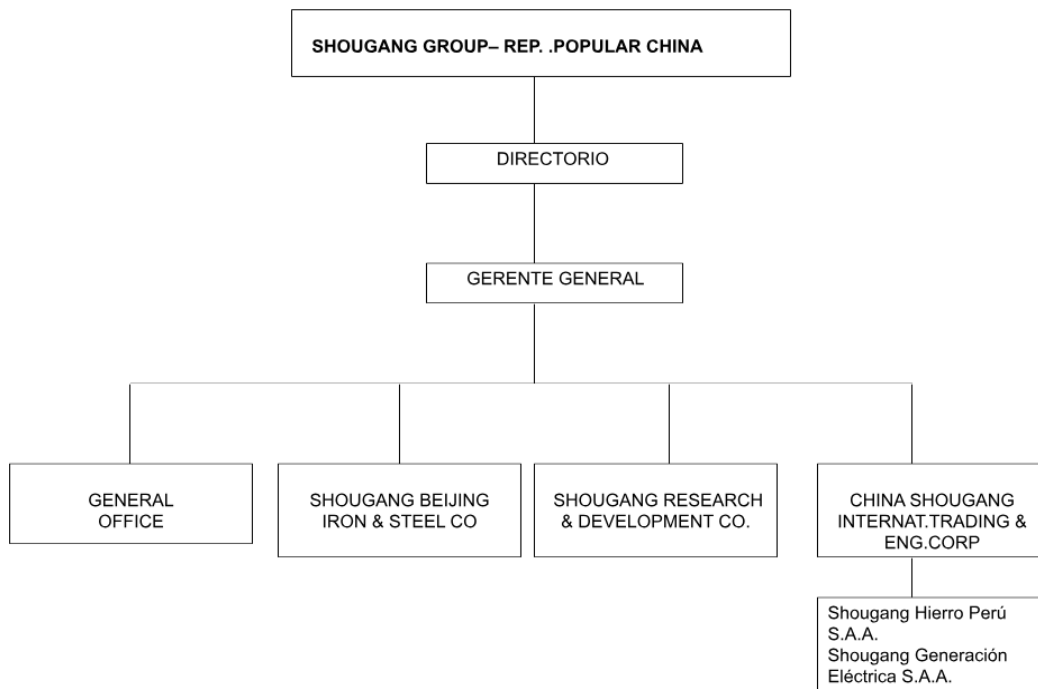 SHOUGANG GROUP– REP. .POPULAR CHINA
DIRECTORIO
GERENTE GENERAL
GENERAL
OFFICE
SHOUGANG BEIJING
IRON & STEEL CO
SHOUGANG RESEARCH
& DEVELOPMENT CO.
CHINA SHOUGANG
INTERNAT.TRADING &
ENG.CORP
Shougang Hierro Perú
S.A.A.
Shougang Generación
Eléctrica S.A.A.